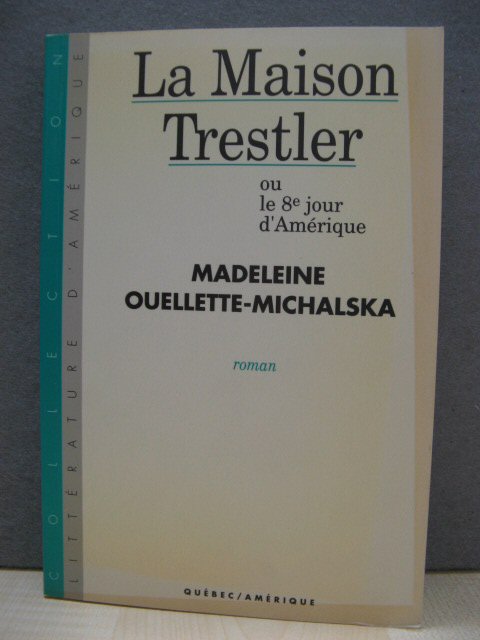 La Maison
Trestler
ou
le 8e jour
d'Amérique
MADELEINE
OUELLETTE-MICHALSKA
roman
QUÉBEC/AMÉRIQUE
COLLECTION
LITTÉRATURE D'AMÉRIQUE